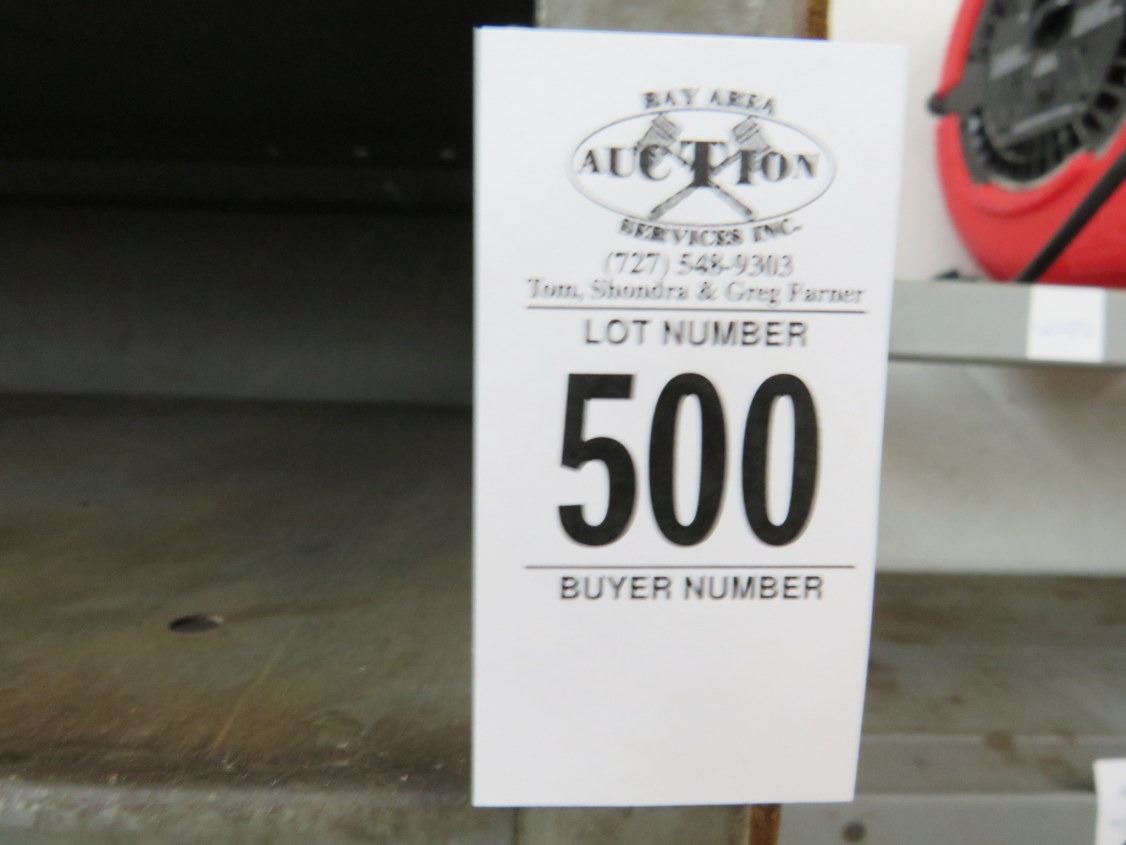 BAY AREA
AUCTION
SERVICES INC.
(727) 548-9303
Tom, Shondra & Greg Farner
LOT NUMBER
500
BUYER NUMBER